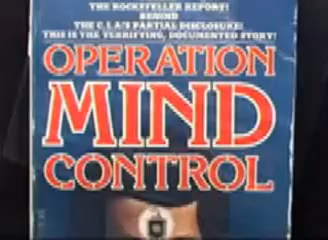 THE ROCKEFELLER REPORT!
BEHIND
THE C.I.A'S PARTIAL DISCLOSURE!
THIS IS THE TERRIFYING, DOCUMENTED STORY!
OPERATION
MIND
CONTROL